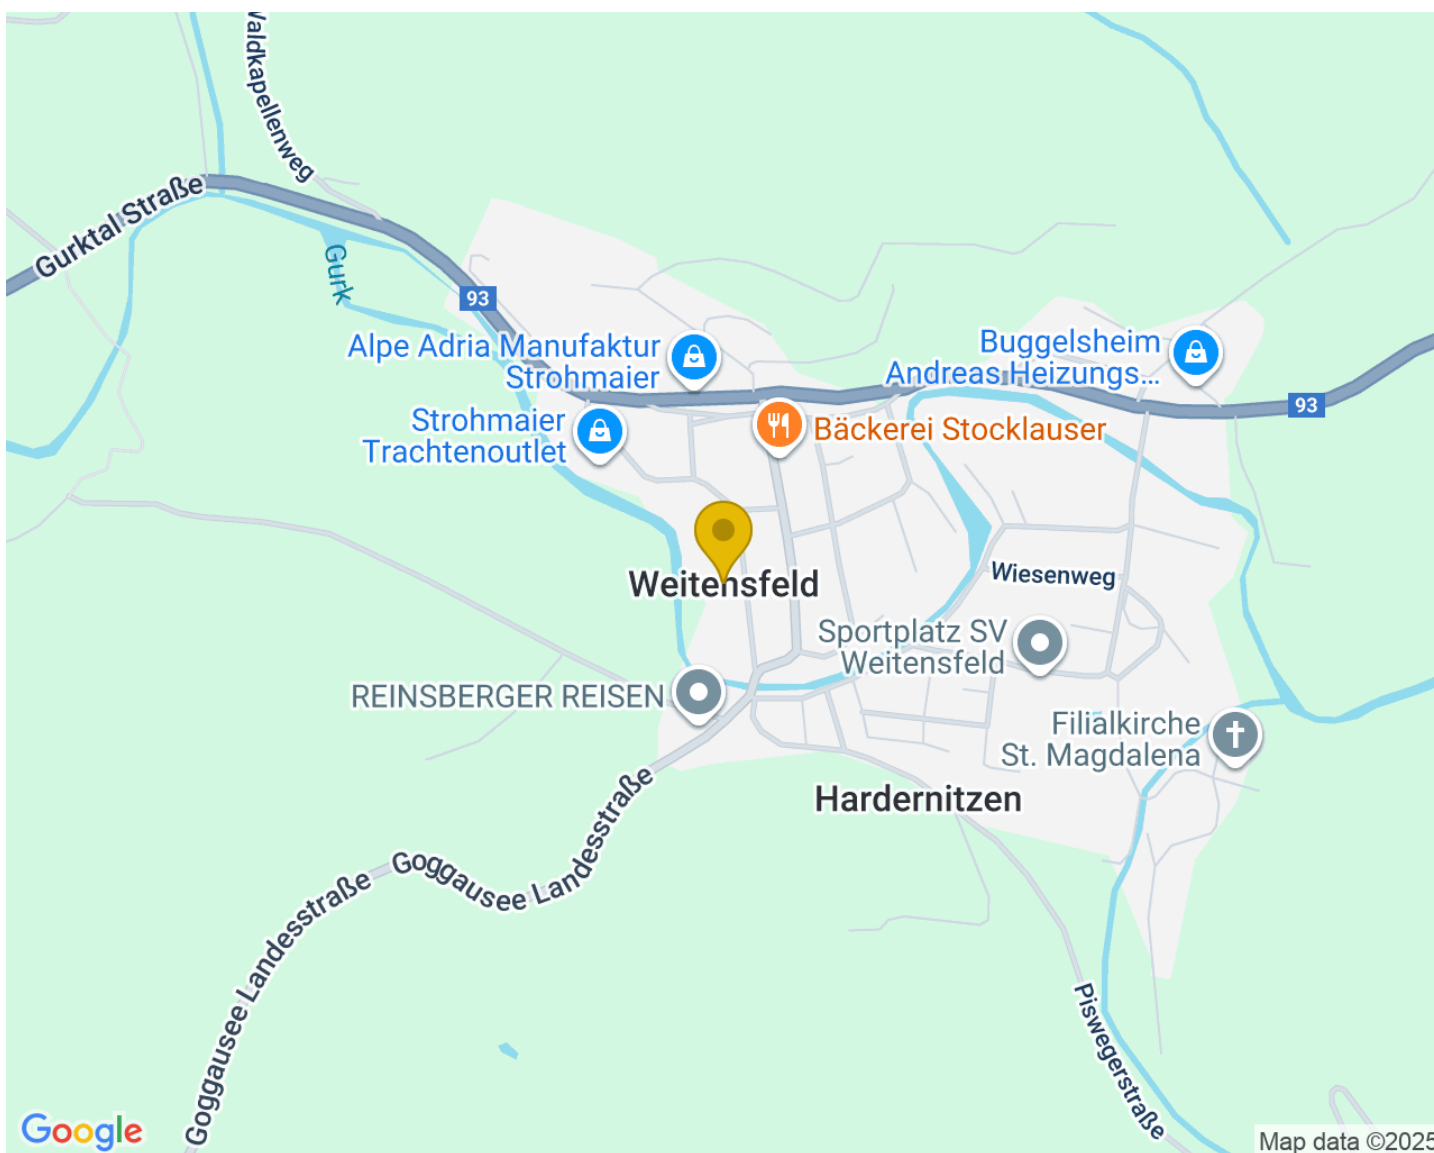 Waldkapellenweg
Gurktal Straße
Gurk
93
Alpe Adria Manufaktur
Strohmaier
Buggelsheim
Andreas Heizungs...
93
Strohmaier
Trachtenoutlet
Bäckerei Stocklauser
Weitensfeld
Wiesenweg
Sportplatz SV
Weitensfeld
REINSBERGER REISEN
Filialkirche
St. Magdalena
Hardernitzen
Goggausee Landesstraße
Goggausee Landesstraße
Piswegerstraße
Google
Map data ©2025